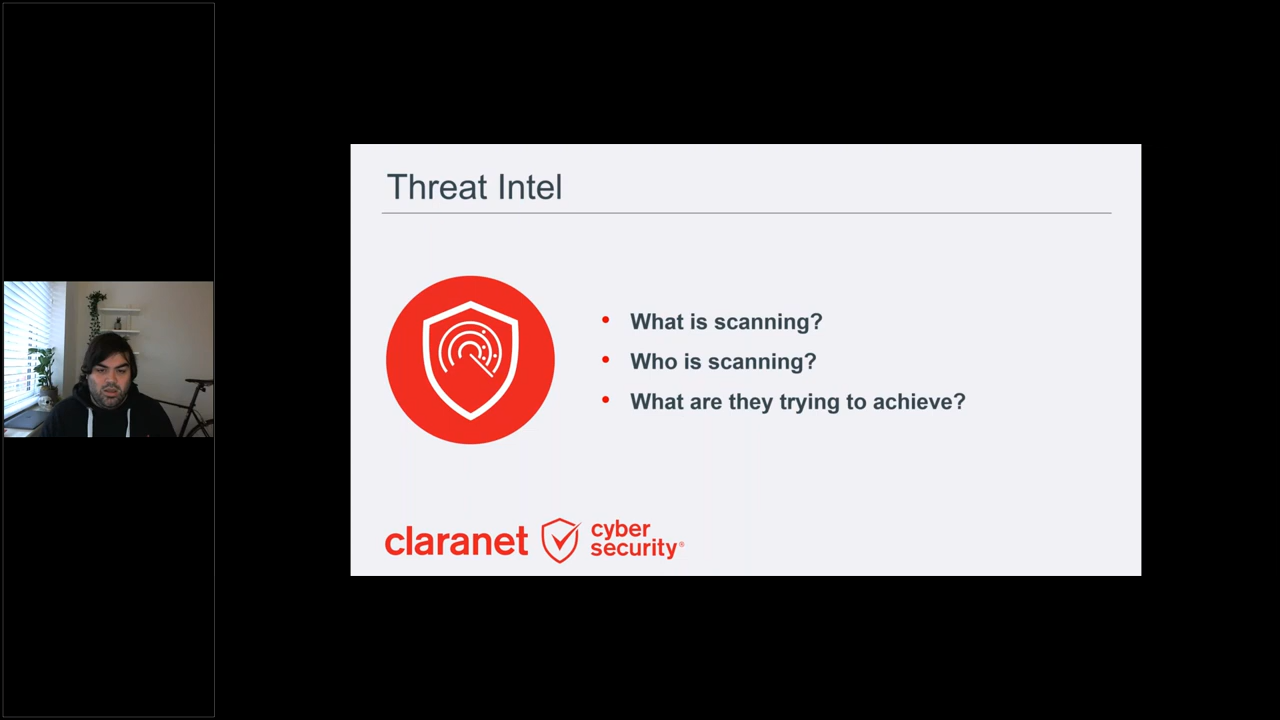 Threat Intel
What is scanning?
Who is scanning?
What are they trying to achieve?
claranet
cyber
security®